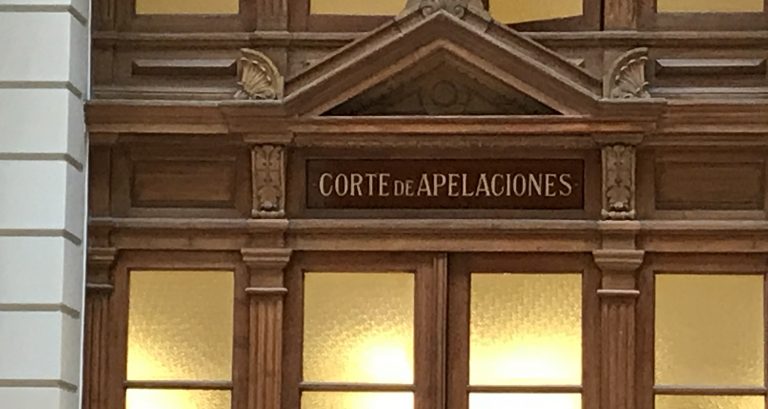 CORTE DE APELACIONES